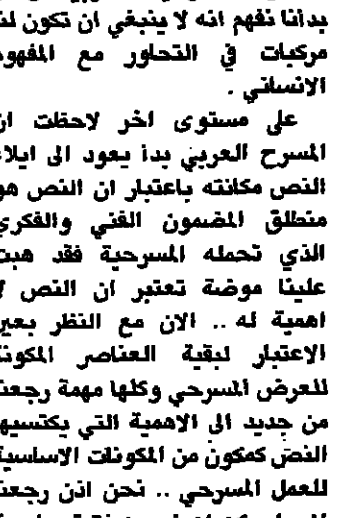 بدأنا نفهم انه لا ينبغي ان تكون لنا
مركبات في التحاور مع المفهوم
الانساني .
على مستوى اخر لاحظت ان
المسرح العربي بدا يعود الى ايلاء
النص مكانته باعتبار ان النص هو
منطلق المضمون الفني والفكري
الذي تحمله المسرحية فقد هبت
علينا موضة تعتبر ان النص لا
اهمية له .. الان مع النظر بعين
الاعتبار لبقية العناصر المكونة
للعرض المسرحي وكلها مهمة رجعنا
من جديد الى الاهمية التي يكتسيها
النص كمكون من المكونات الاساسية
للعمل المسرحي .. نحن اذن رجعنا